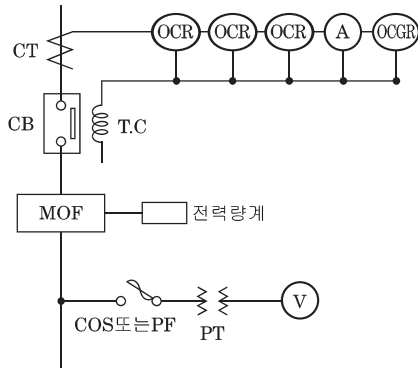 CT
OCR OCR OCR A OCGR
CB
T.C
MOF
전력량계
COS또는PF
PT
V